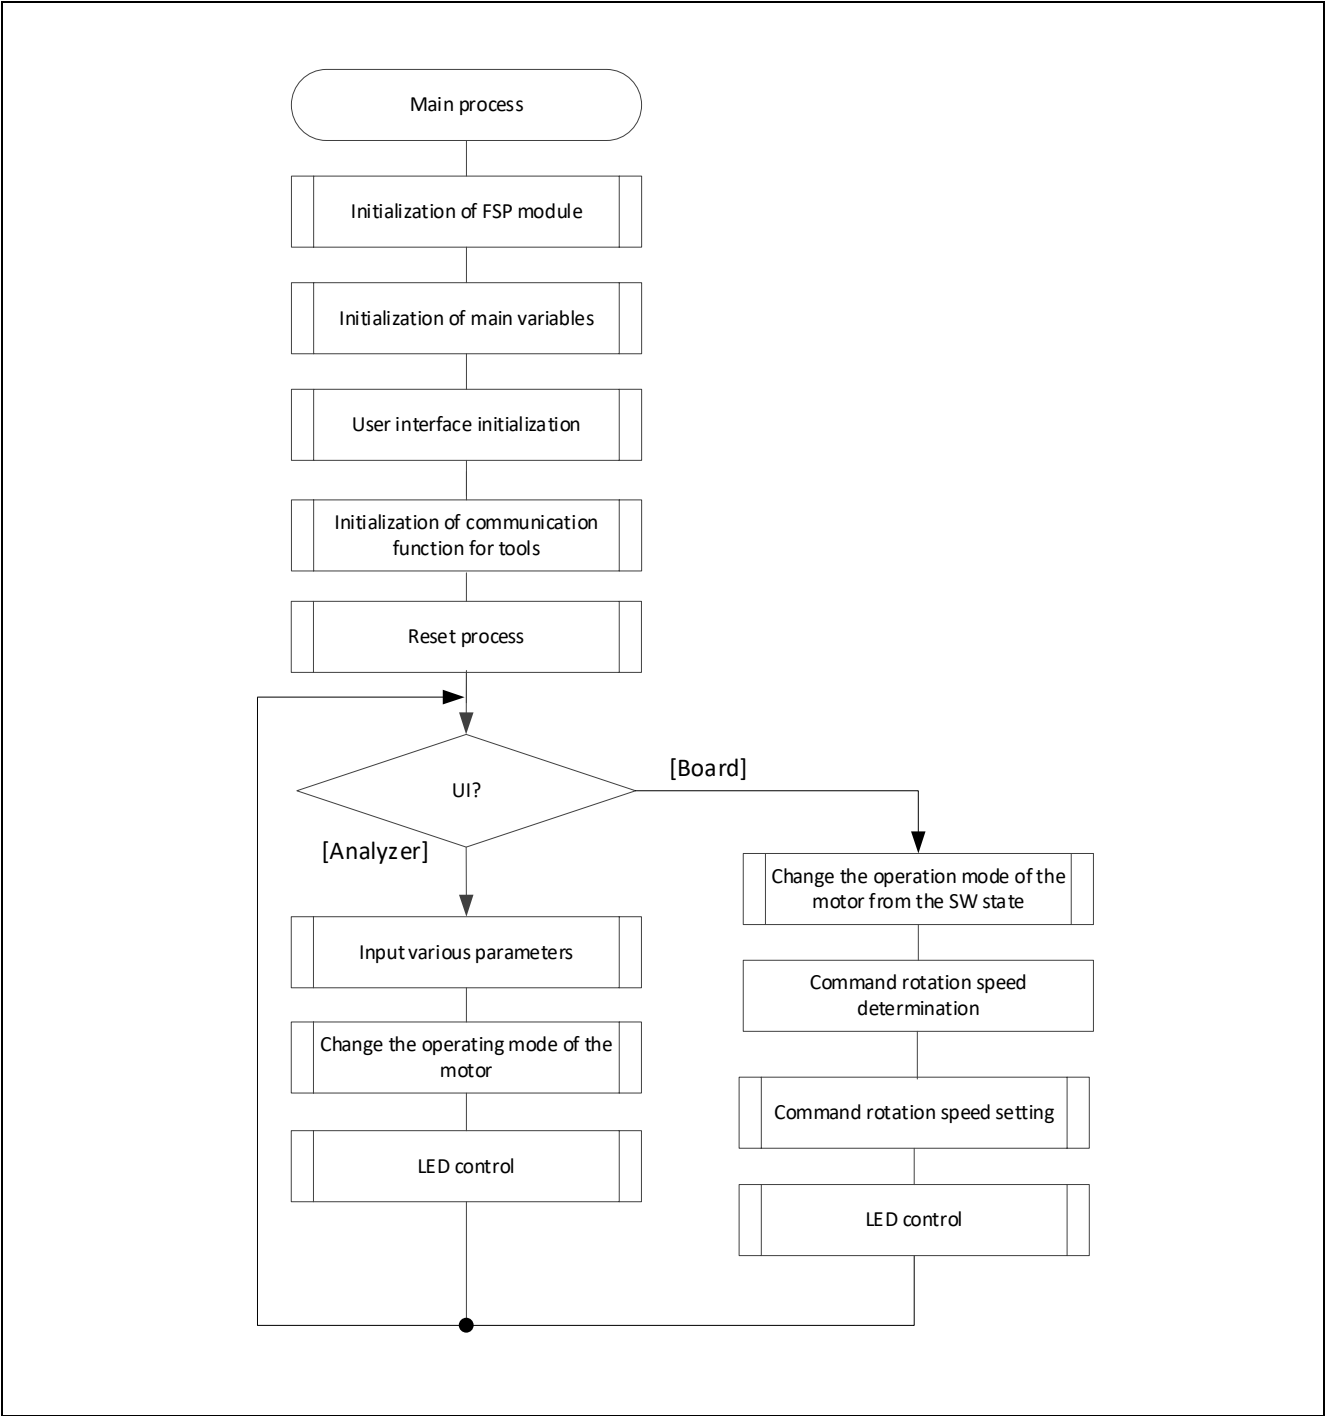 Main process
Initialization of FSP module
Initialization of main variables
User interface initialization
Initialization of communication
function for tools
Reset process
UI?
[Board]
[Analyzer]
Input various parameters
Change the operating mode of the
motor
LED control
Change the operation mode of the
motor from the SW state
Command rotation speed
determination
Command rotation speed setting
LED control